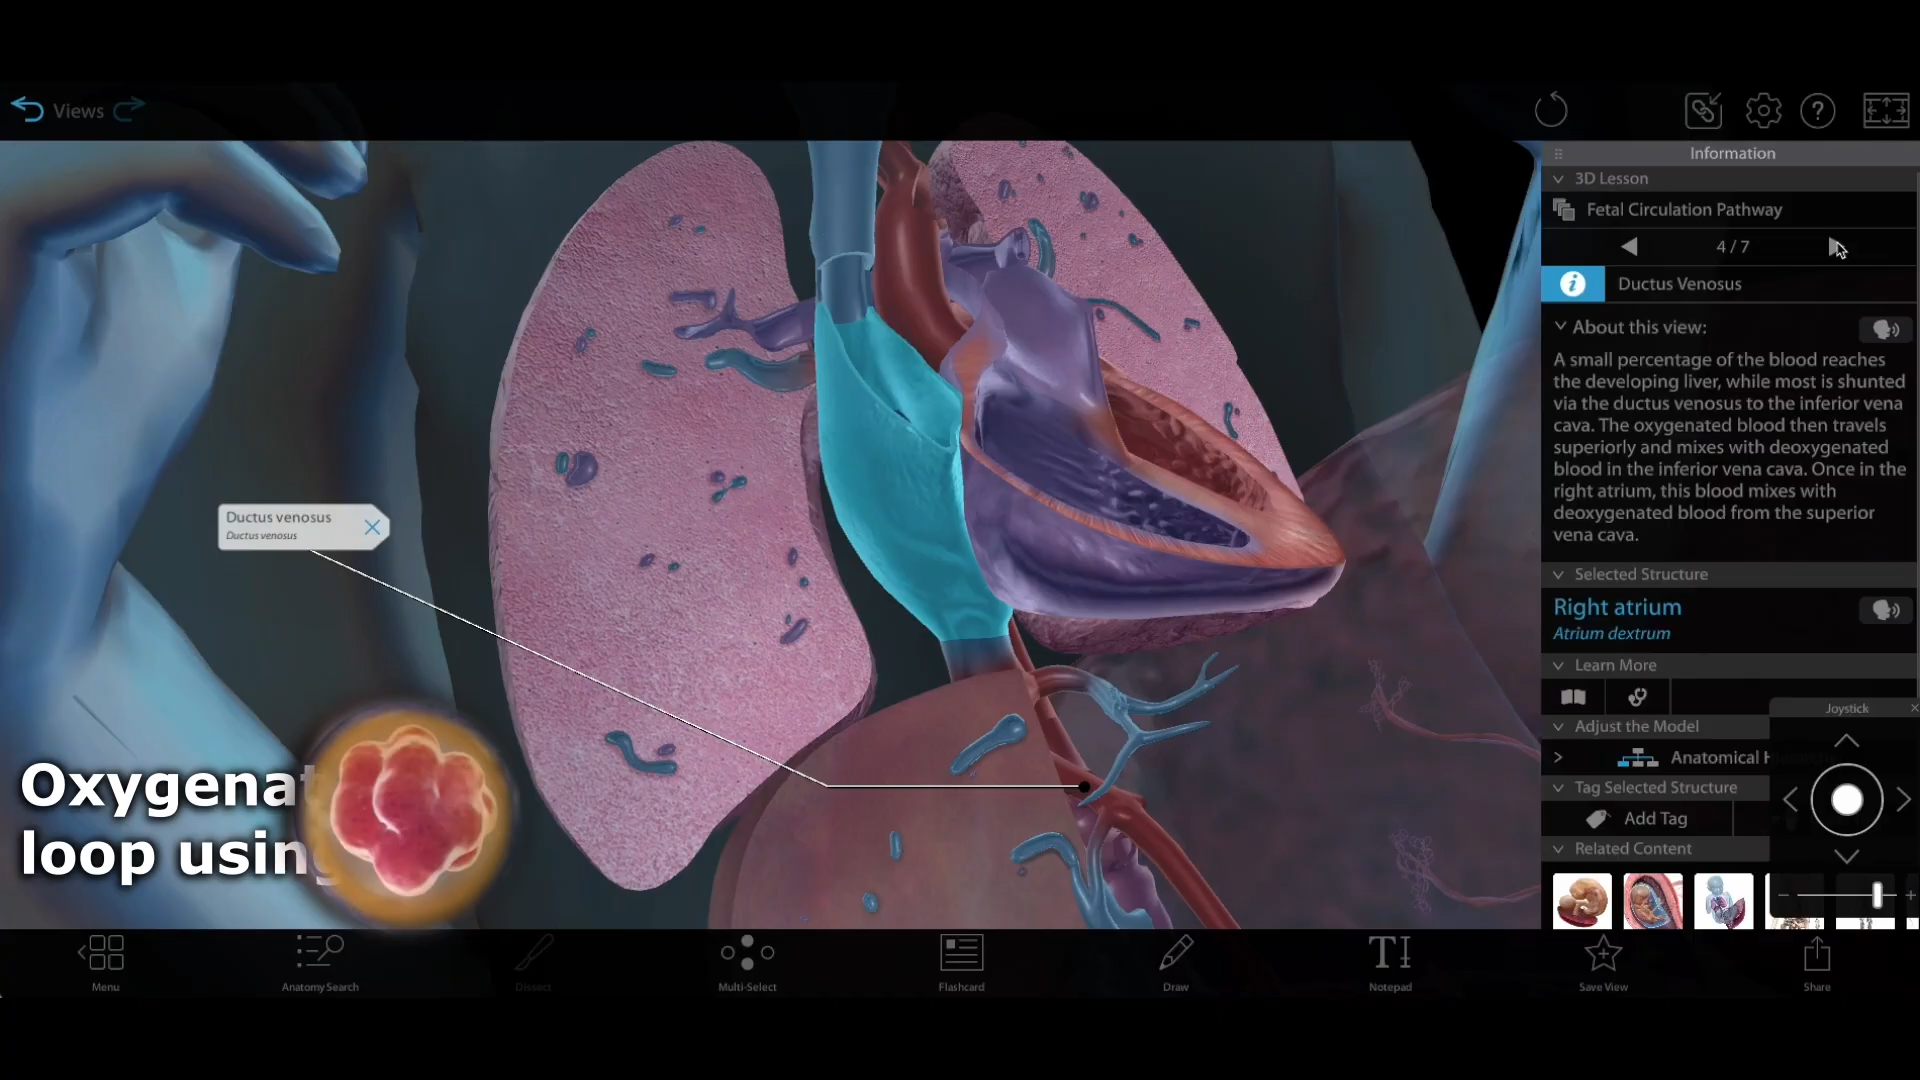 Views
Information
3D Lesson
Fetal Circulation Pathway
4 / 7
Ductus Venosus
About this view:
A small percentage of the blood reaches
the developing liver, while most is shunted
via the ductus venosus to the inferior vena
cava. The oxygenated blood then travels
superiorly and mixes with deoxygenated
blood in the inferior vena cava. Once in the
right atrium, this blood mixes with
deoxygenated blood from the superior
vena cava.
Selected Structure
Right atrium
Atrium dextrum
Learn More
Joystick
Adjust the Model
Anatomical H
Tag Selected Structure
Add Tag
Related Content
Ductus venosus
Ductus venosus
Oxygenat
loop using
Menu
Anatomy Search
Dissect
Multi-Select
Flashcard
Draw
Notepad
Save View
Share